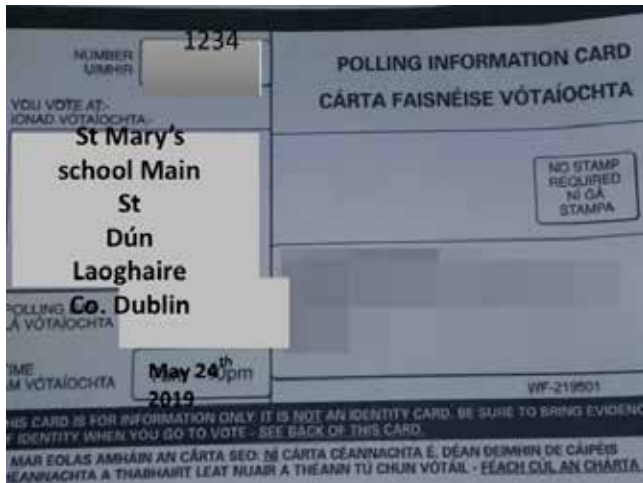 NUMBER
UIMHIR
1234
POLLING INFORMATION CARD
CÁRTA FAISNÉISE VÓTAÍOCHTA
YOU VOTE AT:-
IONAD VÓTAÍOCHTA:-
St Mary's
school Main
St
Dún
Laoghaire
Co. Dublin
NO STAMP
REQUIRED
NÍ GÁ
STAMPA
POLLING
LÁ VÓTAÍOCHTA
TIME
AM VÓTAÍOCHTA
May 24th
pm
2019
WF-219501
THIS CARD IS FOR INFORMATION ONLY. IT IS NOT AN IDENTITY CARD. BE SURE TO BRING EVIDENCE
OF IDENTITY WHEN YOU GO TO VOTE - SEE BACK OF THIS CARD.
MAR EOLAS AMHÁIN AN CÁRTA SEO. NÍ CÁRTA CÉANNACHTA É. DÉAN DEIMHIN DE CÁIPÉIS
CHÉANNACHTA A THABHAIRT LEAT NUAIR A THEANN TÚ CHUN VÓTÁIL - FÉACH CÚL AN CHÁRTA